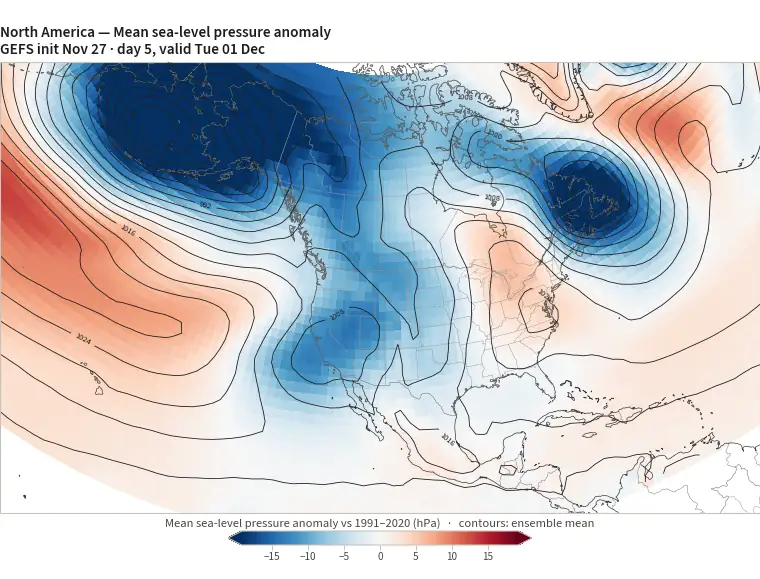 North America — Mean sea-level pressure anomaly
GEFS init Nov 27 · day 5, valid Tue 01 Dec
1008
1000
1008
992
1016
1024
1016
Mean sea-level pressure anomaly vs 1991–2020 (hPa)   ·   contours: ensemble mean
−15 −10 −5 0 5 10 15